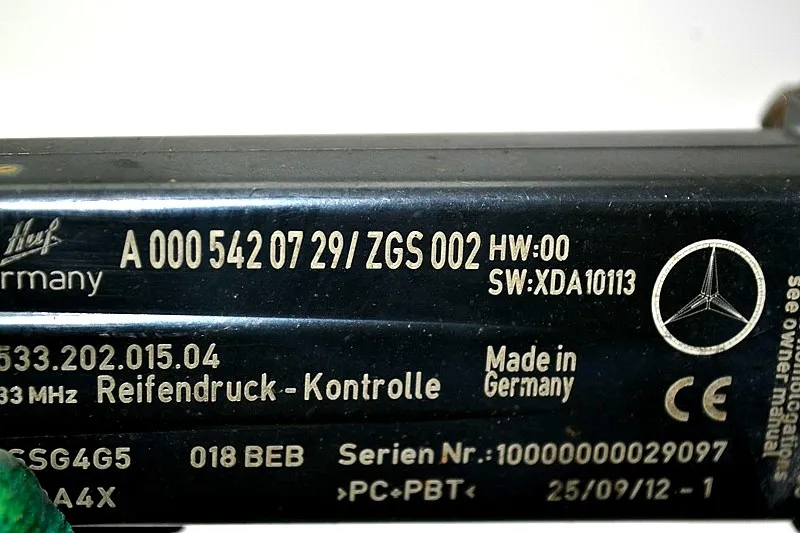 Huf
rmany
A 000 542 07 29/ ZGS 002
HW:00
SW:XDA10113
533.202.015.04
33 MHz Reifendruck - Kontrolle
Made in
Germany
CE
SSG4G5
018 BEB
Serien Nr.:10000000029097
A4X
>PC+PBT<
25/09/12 - 1
see owner
manual